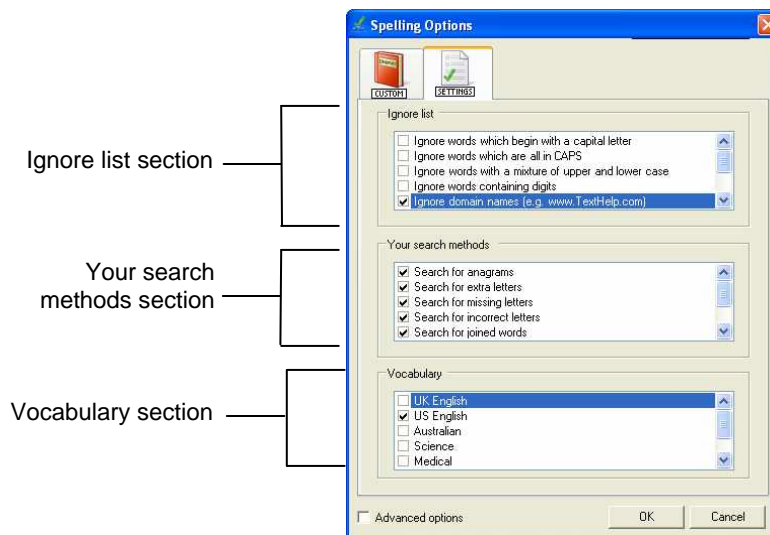 Spelling Options
CUSTOM
SETTINGS
Ignore list section
Ignore list
Ignore words which begin with a capital letter
Ignore words which are all in CAPS
Ignore words with a mixture of upper and lower case
Ignore words containing digits
Ignore domain names (e.g. www.TextHelp.com)
Your search
methods section
Your search methods
Search for anagrams
Search for extra letters
Search for missing letters
Search for incorrect letters
Search for joined words
Vocabulary section
Vocabulary
UK English
US English
Australian
Science
Medical
Advanced options
OK
Cancel